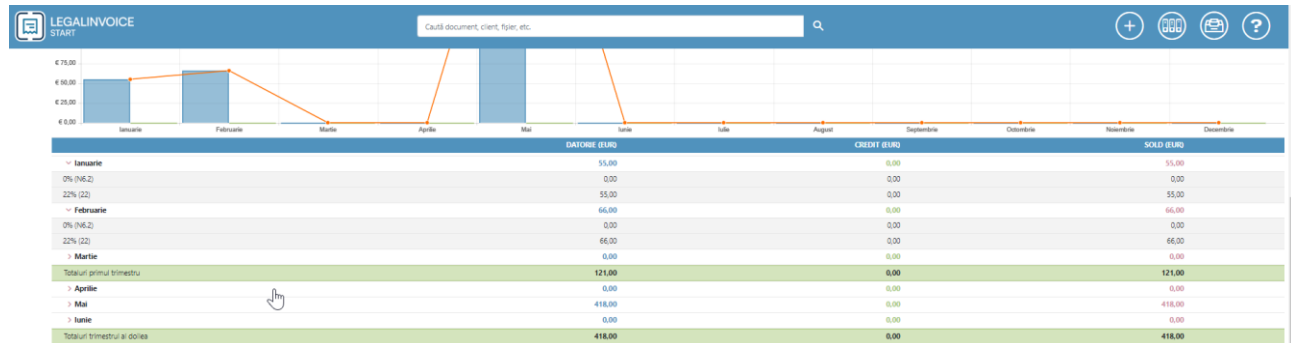 LEGALINVOICE
START
Caută document, client, fișier, etc.
+
?
€ 75,00
€ 50,00
€ 25,00
€ 0,00
Ianuarie Februarie Martie Aprilie Mai Iunie Iulie August Septembrie Octombrie Noiembrie Decembrie
DATORIE (EUR) CREDIT (EUR) SOLD (EUR)
Ianuarie 55,00 0,00 55,00
0% (N6.2) 0,00 0,00 0,00
22% (22) 55,00 0,00 55,00
Februarie 66,00 0,00 66,00
0% (N6.2) 0,00 0,00 0,00
22% (22) 66,00 0,00 66,00
Martie 0,00 0,00 0,00
Totaluri primul trimestru 121,00 0,00 121,00
Aprilie 0,00 0,00 0,00
Mai 418,00 0,00 418,00
Iunie 0,00 0,00 0,00
Totaluri trimestrul al doilea 418,00 0,00 418,00